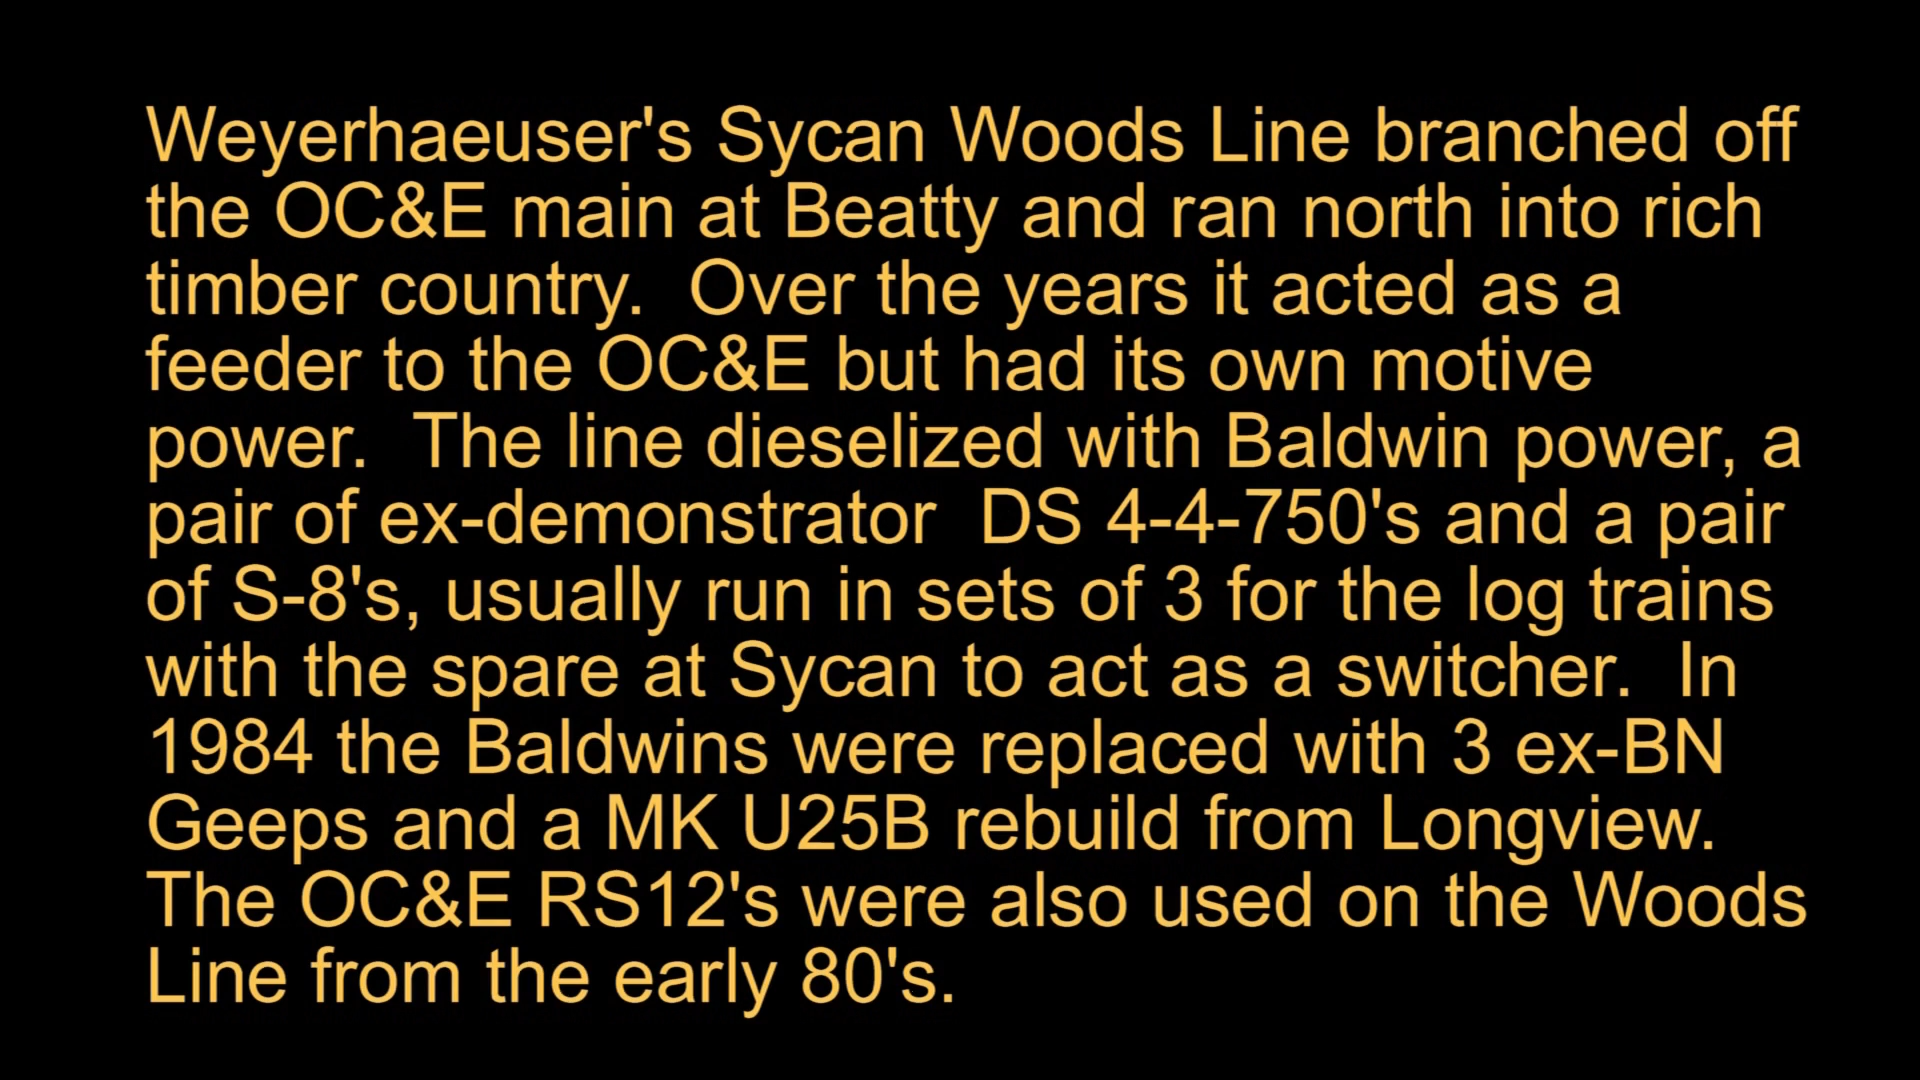 Weyerhaeuser's Sycan Woods Line branched off
the OC&E main at Beatty and ran north into rich
timber country.  Over the years it acted as a
feeder to the OC&E but had its own motive
power.  The line dieselized with Baldwin power, a
pair of ex-demonstrator  DS 4-4-750's and a pair
of S-8's, usually run in sets of 3 for the log trains
with the spare at Sycan to act as a switcher.  In
1984 the Baldwins were replaced with 3 ex-BN
Geeps and a MK U25B rebuild from Longview.
The OC&E RS12's were also used on the Woods
Line from the early 80's.